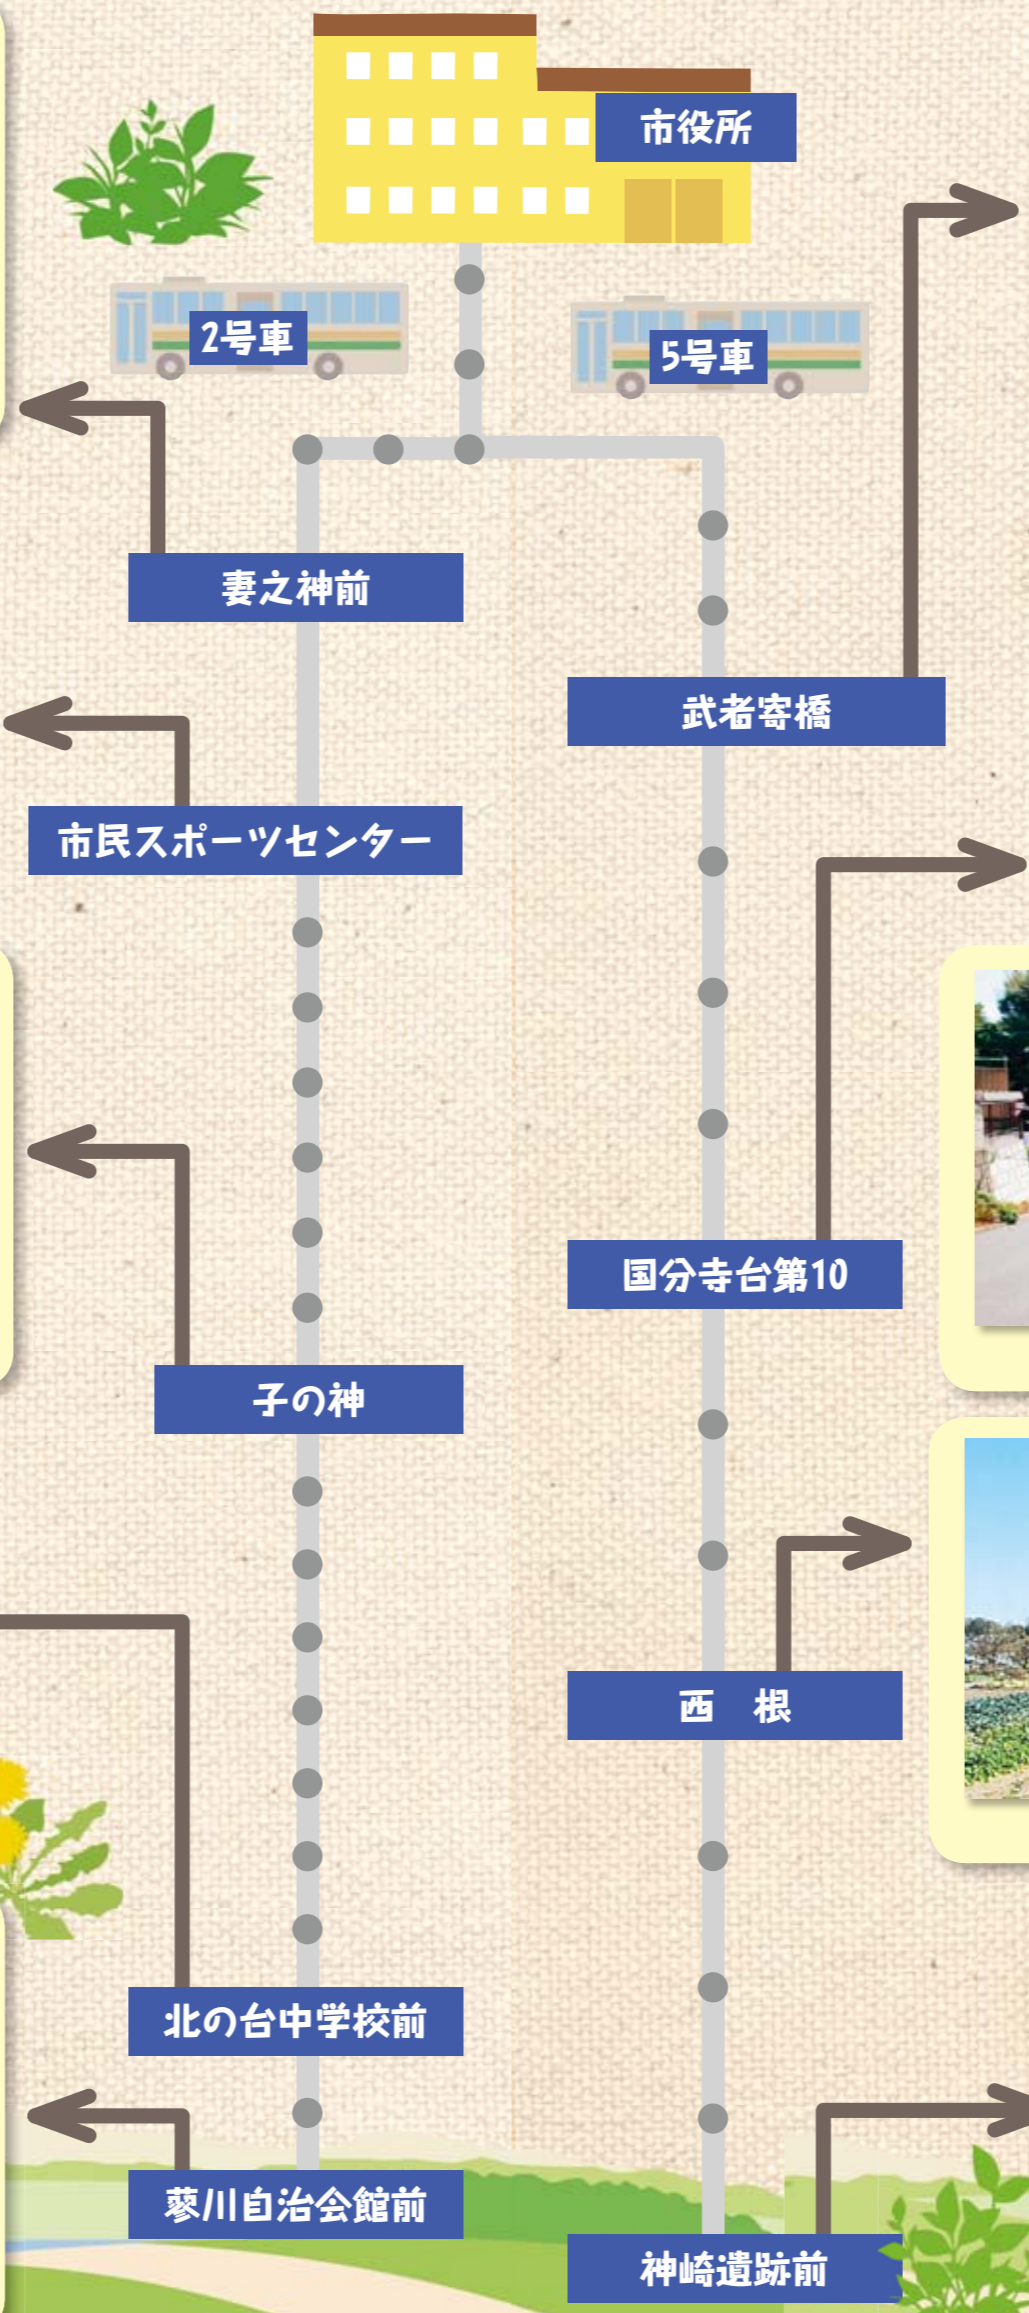 市役所
2号車
5号車
妻之神前
武者寄橋
市民スポーツセンター
国分寺台第10
子の神
西　根
北の台中学校前
蓼川自治会館前
神崎遺跡前